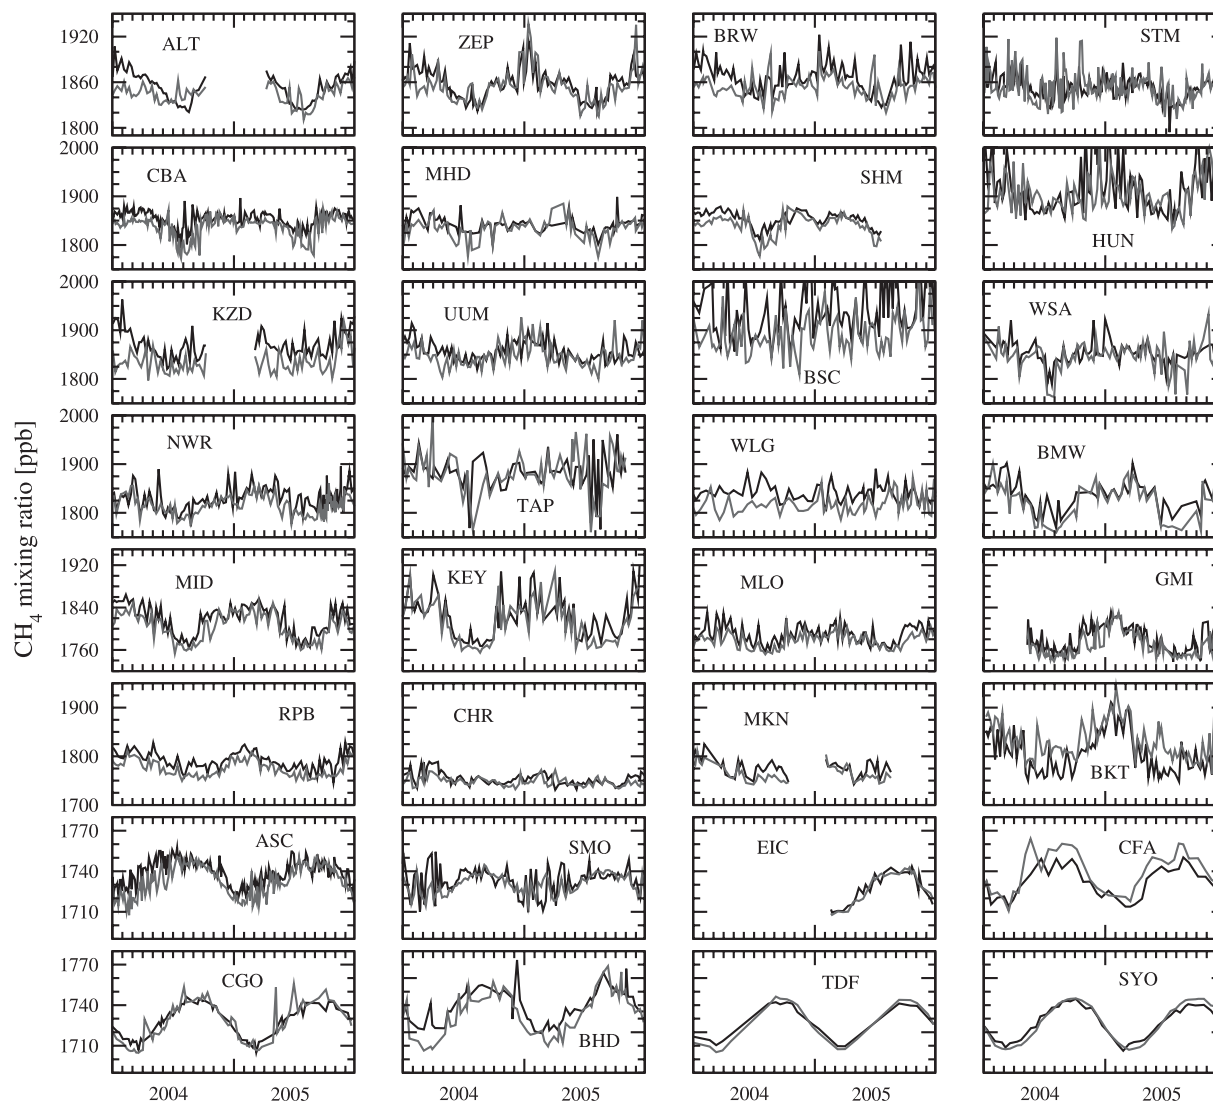 1920
1860
1800
ALT
ZEP
BRW
STM
2000
1900
1800
CBA
MHD
SHM
HUN
2000
1900
1800
KZD
UUM
BSC
WSA
2000
1900
1800
NWR
TAP
WLG
BMW
CH4 mixing ratio [ppb]
1920
1840
1760
MID
KEY
MLO
GMI
1900
1800
1700
RPB
CHR
MKN
BKT
1770
1740
1710
ASC
SMO
EIC
CFA
1770
1740
1710
CGO
BHD
TDF
SYO
2004 2005 2004 2005 2004 2005 2004 2005